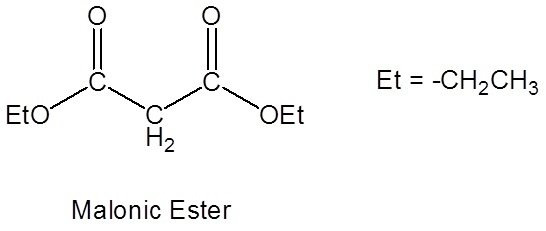 O O
C C Et = -CH₂CH₃
EtO C OEt
H₂
Malonic Ester